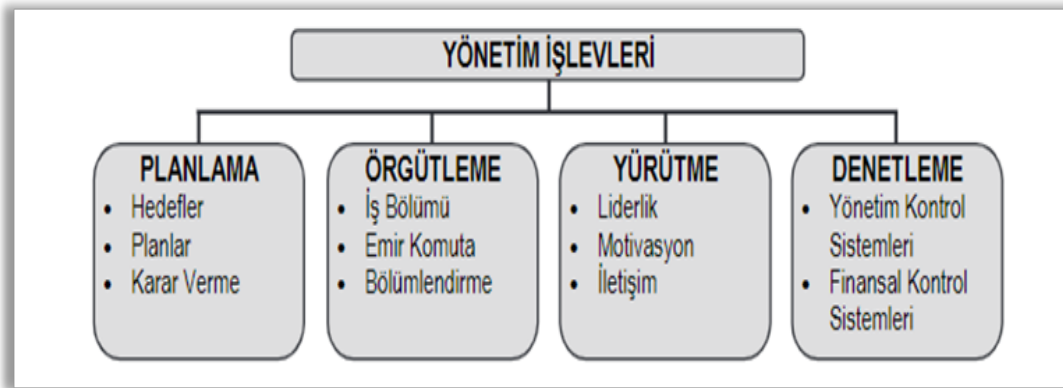 YÖNETİM İŞLEVLERİ
PLANLAMA
• Hedefler
• Planlar
• Karar Verme
ÖRGÜTLEME
• İş Bölümü
• Emir Komuta
• Bölümlendirme
YÜRÜTME
• Liderlik
• Motivasyon
• İletişim
DENETLEME
• Yönetim Kontrol
Sistemleri
• Finansal Kontrol
Sistemleri